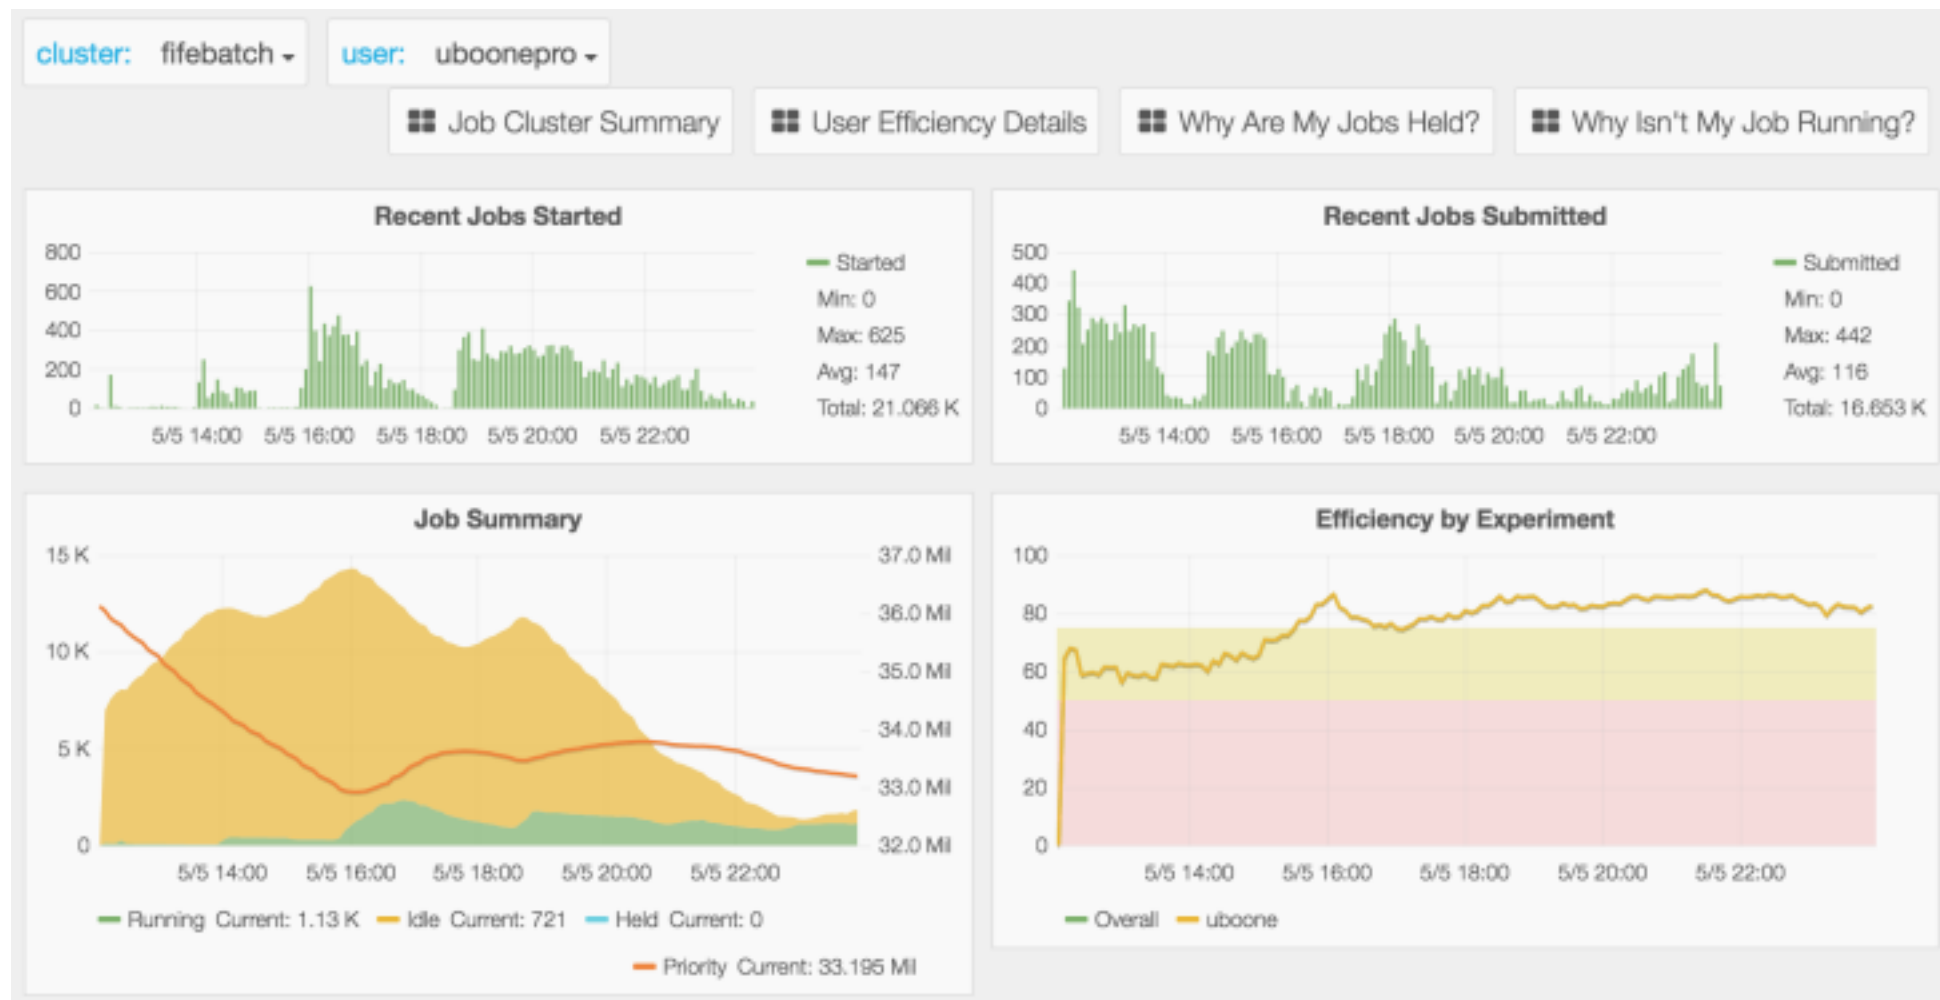 cluster: fifebatch user: uboonepro
Job Cluster Summary User Efficiency Details Why Are My Jobs Held? Why Isn't My Job Running?
Recent Jobs Started
800
600
400
200
0
5/5 14:00 5/5 16:00 5/5 18:00 5/5 20:00 5/5 22:00
Started
Min: 0
Max: 625
Avg: 147
Total: 21.066 K
Recent Jobs Submitted
500
400
300
200
100
0
5/5 14:00 5/5 16:00 5/5 18:00 5/5 20:00 5/5 22:00
Submitted
Min: 0
Max: 442
Avg: 116
Total: 16.653 K
Job Summary
15 K
10 K
5 K
0
37.0 Mil
36.0 Mil
35.0 Mil
34.0 Mil
33.0 Mil
32.0 Mil
5/5 14:00 5/5 16:00 5/5 18:00 5/5 20:00 5/5 22:00
Running Current: 1.13 K Idle Current: 721 Held Current: 0
Priority Current: 33.195 Mil
Efficiency by Experiment
100
80
60
40
20
0
5/5 14:00 5/5 16:00 5/5 18:00 5/5 20:00 5/5 22:00
Overall uboone